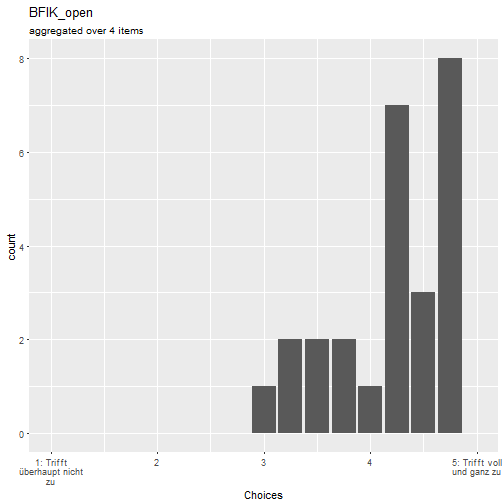 BFIK_open
aggregated over 4 items
8
6
4
2
0
count
1: Trifft
überhaupt nicht
zu
2
3
4
5: Trifft voll
und ganz zu
Choices